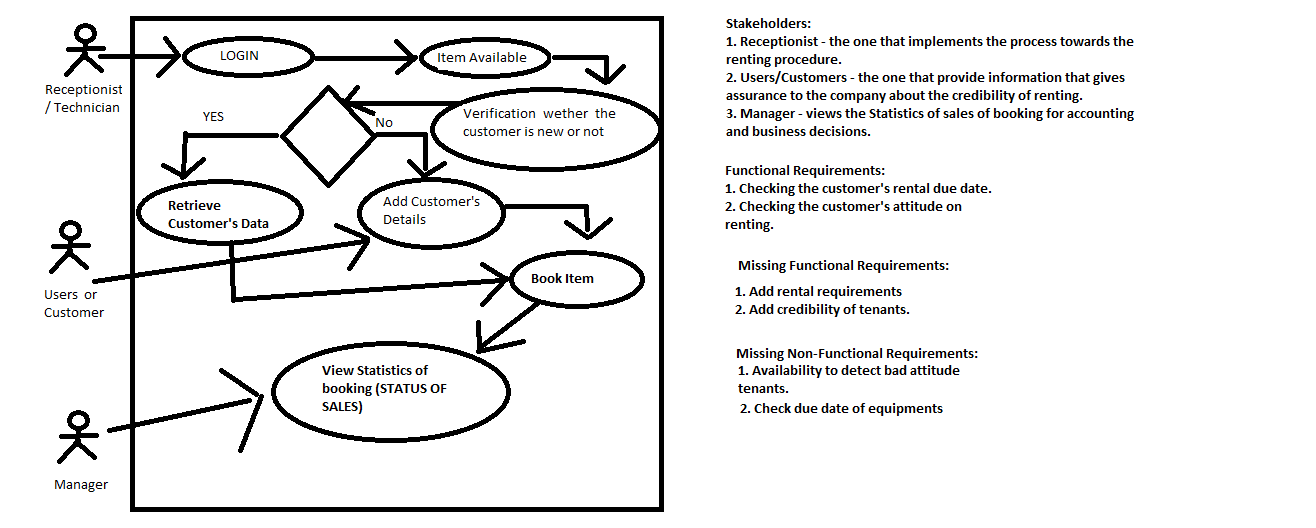 Receptionist
/ Technician
LOGIN
Item Available
Verification wether the
customer is new or not
YES
No
Retrieve
Customer's Data
Add Customer's
Details
Users or
Customer
Book Item
View Statistics of
booking (STATUS OF
SALES)
Manager
Stakeholders:
1. Receptionist - the one that implements the process towards the
renting procedure.
2. Users/Customers - the one that provide information that gives
assurance to the company about the credibility of renting.
3. Manager - views the Statistics of sales of booking for accounting
and business decisions.
Functional Requirements:
1. Checking the customer's rental due date.
2. Checking the customer's attitude on
renting.
Missing Functional Requirements:
1. Add rental requirements
2. Add credibility of tenants.
Missing Non-Functional Requirements:
1. Availability to detect bad attitude
tenants.
2. Check due date of equipments